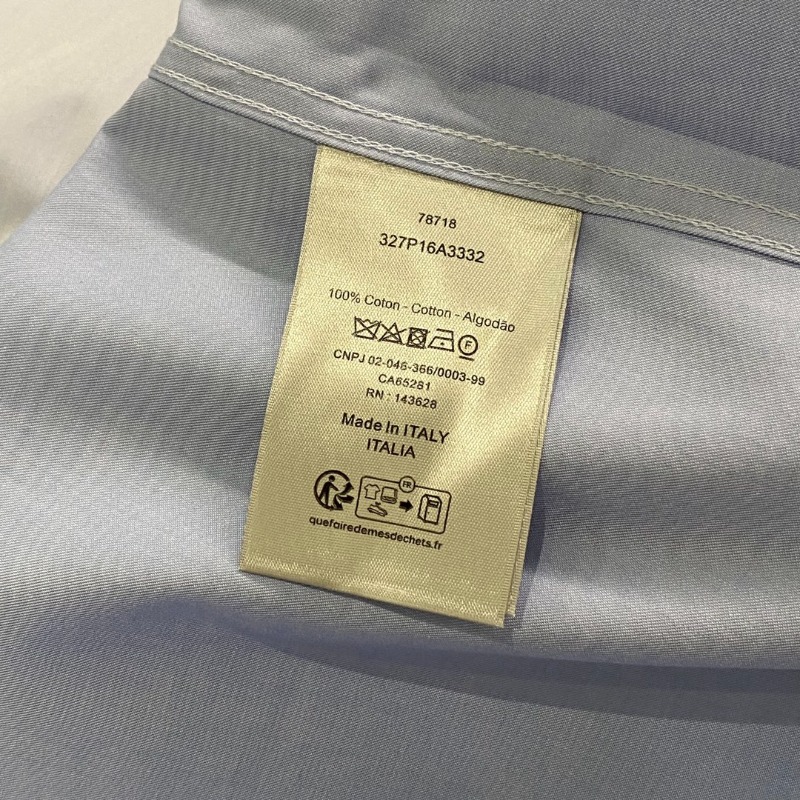 78718
327P16A3332
100% Coton - Cotton - Algodão
F
CNPJ 02-046-366/0003-99
CA65281
RN : 143628
Made In ITALY
ITALIA
FR
quefairedemesdechets.fr